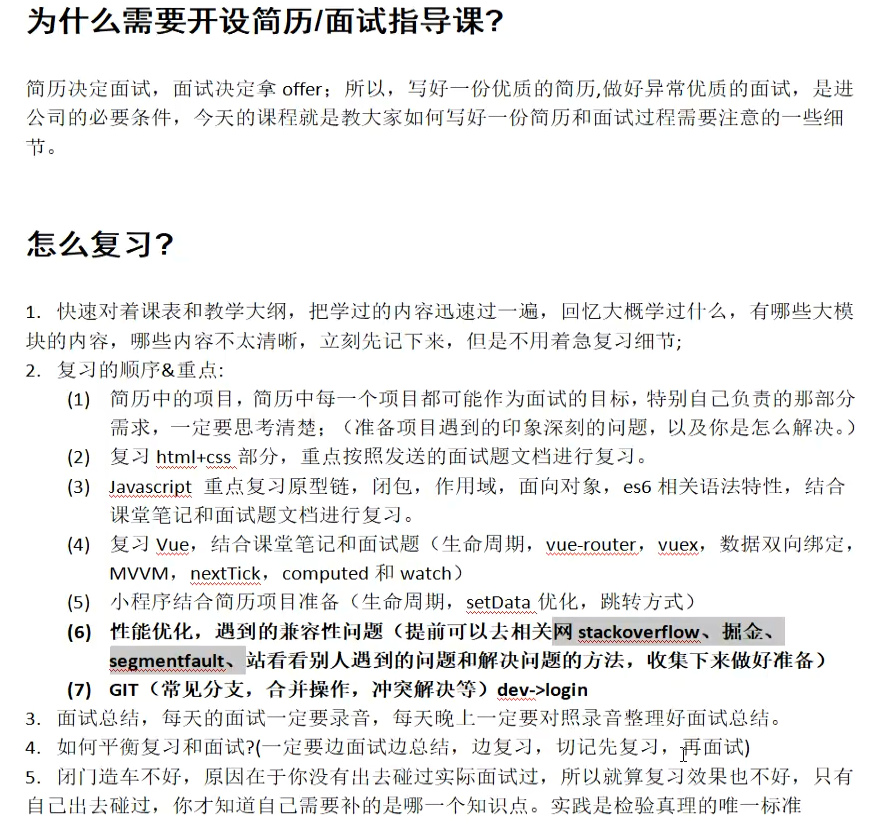 为什么需要开设简历/面试指导课?
简历决定面试，面试决定拿 offer；所以，写好一份优质的简历,做好异常优质的面试，是进
公司的必要条件，今天的课程就是教大家如何写好一份简历和面试过程需要注意的一些细
节。
怎么复习?
1. 快速对着课表和教学大纲，把学过的内容迅速过一遍，回忆大概学过什么，有哪些大模
块的内容，哪些内容不太清晰，立刻先记下来，但是不用着急复习细节;
2. 复习的顺序&重点:
(1) 简历中的项目，简历中每一个项目都可能作为面试的目标，特别自己负责的那部分
需求，一定要思考清楚；（准备项目遇到的印象深刻的问题，以及你是怎么解决。）
(2) 复习 html+css 部分，重点按照发送的面试题文档进行复习。
(3) Javascript 重点复习原型链，闭包，作用域，面向对象，es6 相关语法特性，结合
课堂笔记和面试题文档进行复习。
(4) 复习 Vue，结合课堂笔记和面试题（生命周期，vue-router，vuex，数据双向绑定，
MVVM，nextTick，computed 和 watch）
(5) 小程序结合简历项目准备（生命周期，setData 优化，跳转方式）
(6) 性能优化，遇到的兼容性问题（提前可以去相关网 stackoverflow、掘金、
segmentfault、站看看别人遇到的问题和解决问题的方法，收集下来做好准备）
(7) GIT（常见分支，合并操作，冲突解决等）dev->login
3. 面试总结，每天的面试一定要录音，每天晚上一定要对照录音整理好面试总结。
4. 如何平衡复习和面试?(一定要边面试边总结，边复习，切记先复习，再面试)
5. 闭门造车不好，原因在于你没有出去碰过实际面试过，所以就算复习效果也不好，只有
自己出去碰过，你才知道自己需要补的是哪一个知识点。实践是检验真理的唯一标准